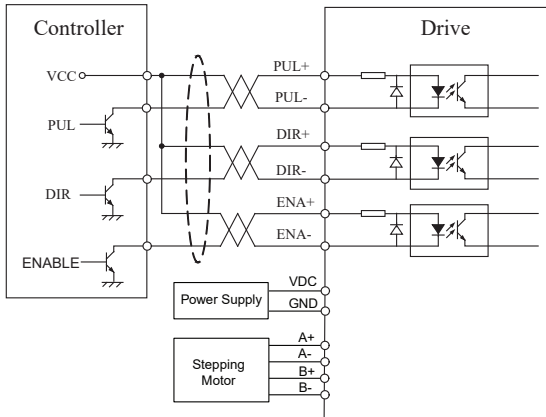 Controller
Drive
VCC
PUL+
PUL
PUL-
DIR+
DIR
DIR-
ENA+
ENABLE
ENA-
Power Supply
VDC
GND
Stepping
Motor
A+
A-
B+
B-